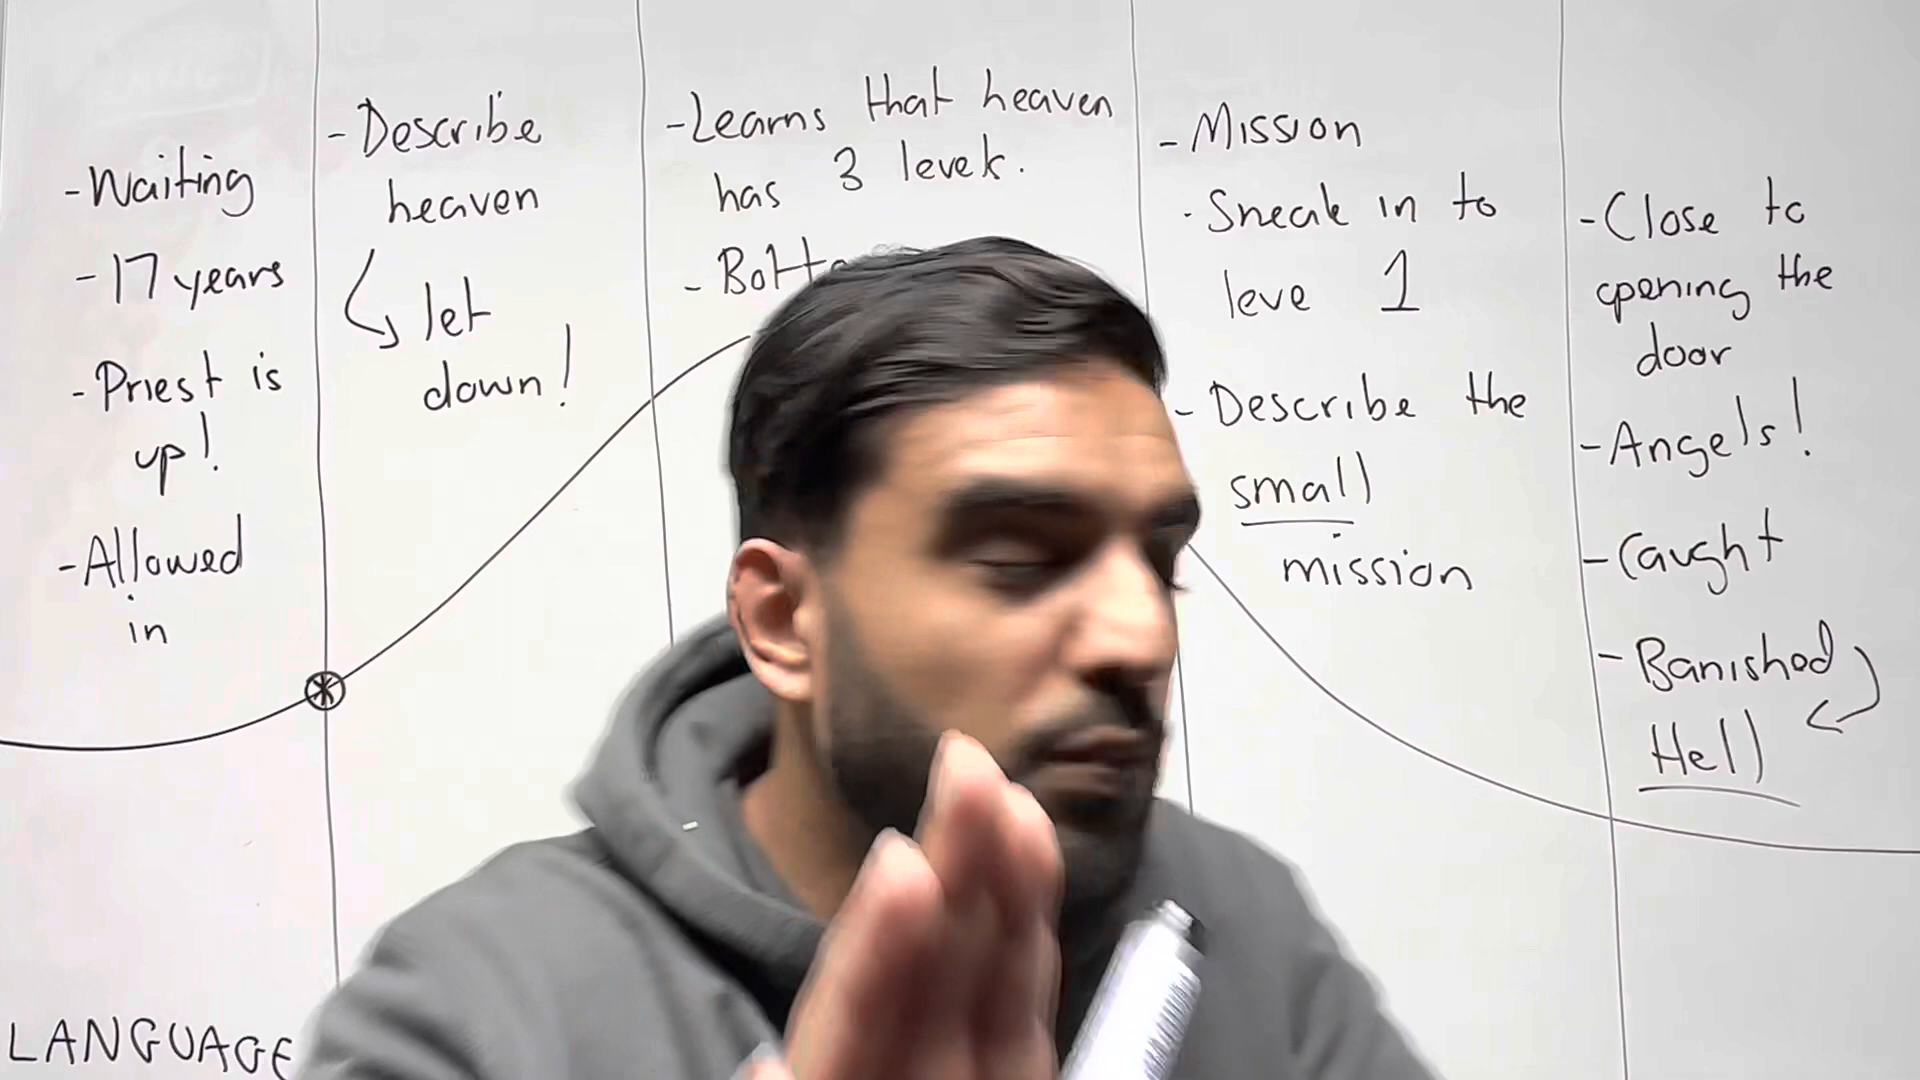 - Waiting
- 17 years
- Priest is
up!
- Allowed
in
- Describe
heaven
let
down!
- Learns that heaven
has 3 levels.
-
- Mission
· Sneak in to
leve 1
- Describe the
small
mission
- Close to
opening the
door
- Angels!
- Caught
- Banished
Hell
LANGUAGE